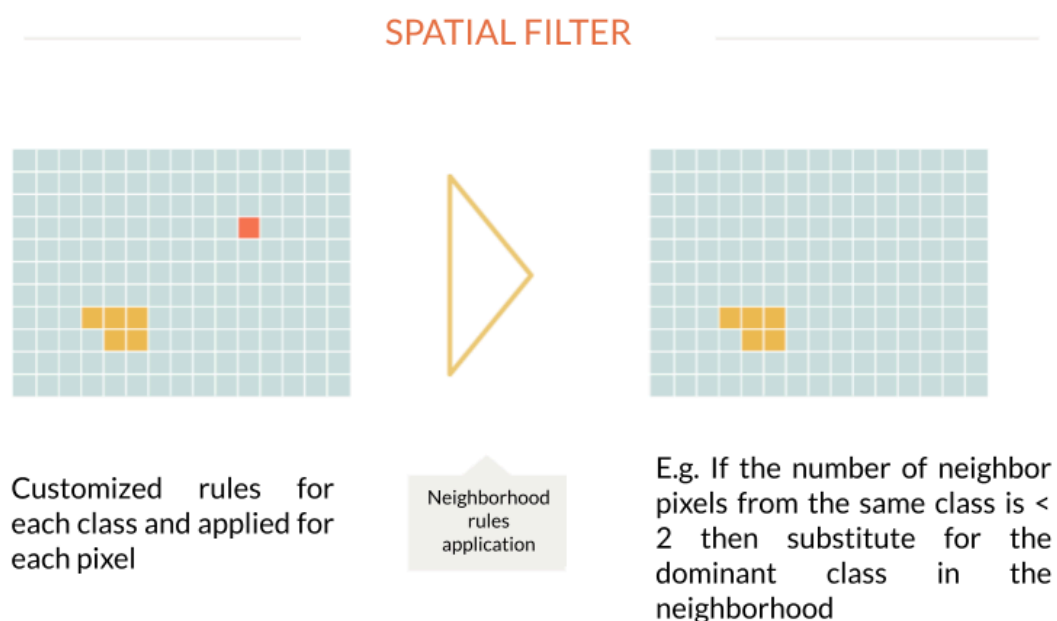 SPATIAL FILTER
Customized rules for
each class and applied for
each pixel
Neighborhood
rules
application
E.g. If the number of neighbor
pixels from the same class is <
2 then substitute for the
dominant class in the
neighborhood